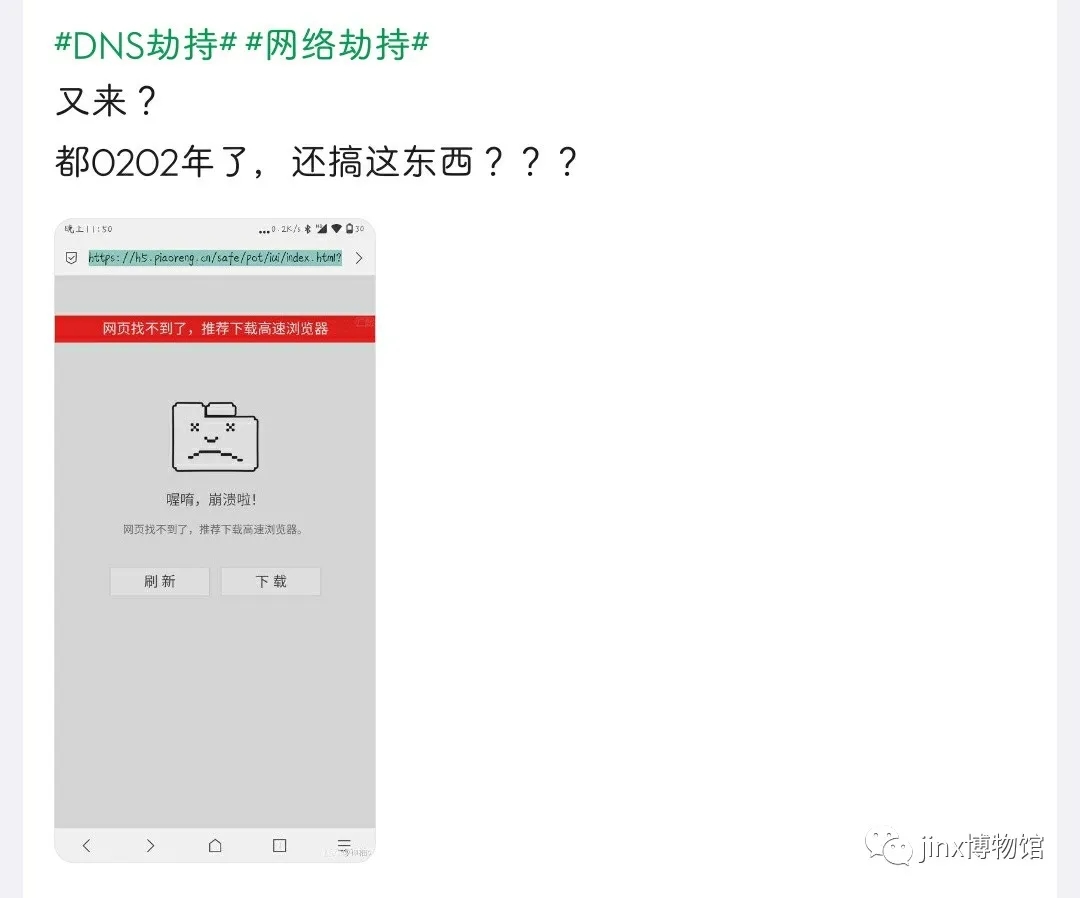 #DNS劫持# #网络劫持#
又来？
都0202年了，还搞这东西？？？
晚上11:50
...0.2K/s
30
https://h5.piaoreng.cn/safe/pot/iui/index.html?
网页找不到了，推荐下载高速浏览器
喔唷，崩溃啦！
网页找不到了，推荐下载高速浏览器。
刷新 下载
jinx博物馆